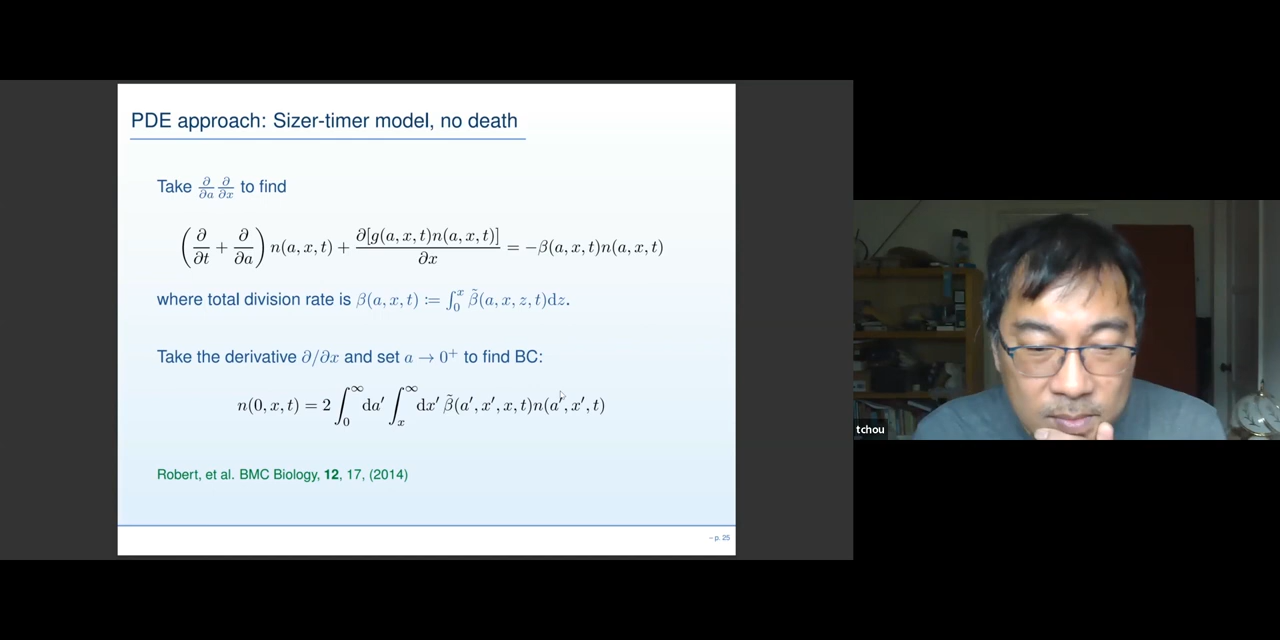 PDE approach: Sizer-timer model, no death
Take ∂/∂a ∂/∂x to find
(∂/∂t + ∂/∂a) n(a, x, t) + ∂[g(a, x, t)n(a, x, t)]/∂x = −β(a, x, t)n(a, x, t)
where total division rate is β(a, x, t) := ∫₀ˣ β̃(a, x, z, t)dz.
Take the derivative ∂/∂x and set a → 0⁺ to find BC:
n(0, x, t) = 2 ∫₀^∞ da′ ∫ₓ^∞ dx′ β̃(a′, x′, x, t)n(a′, x′, t)
Robert, et al. BMC Biology, 12, 17, (2014)
– p. 25
tchou